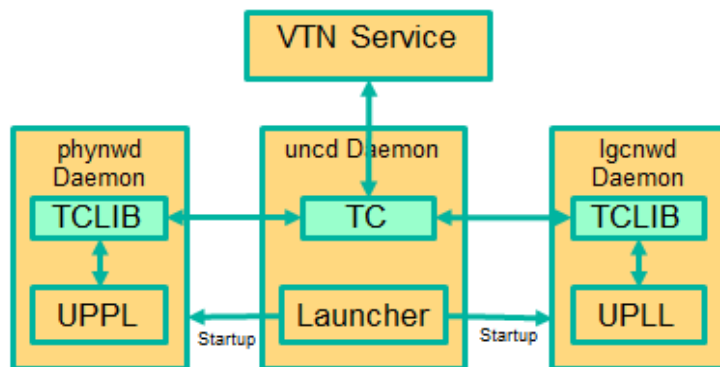 VTN Service
phynwd
Daemon
TCLIB
UPPL
uncd Daemon
TC
Launcher
lgcnwd
Daemon
TCLIB
UPLL
Startup
Startup